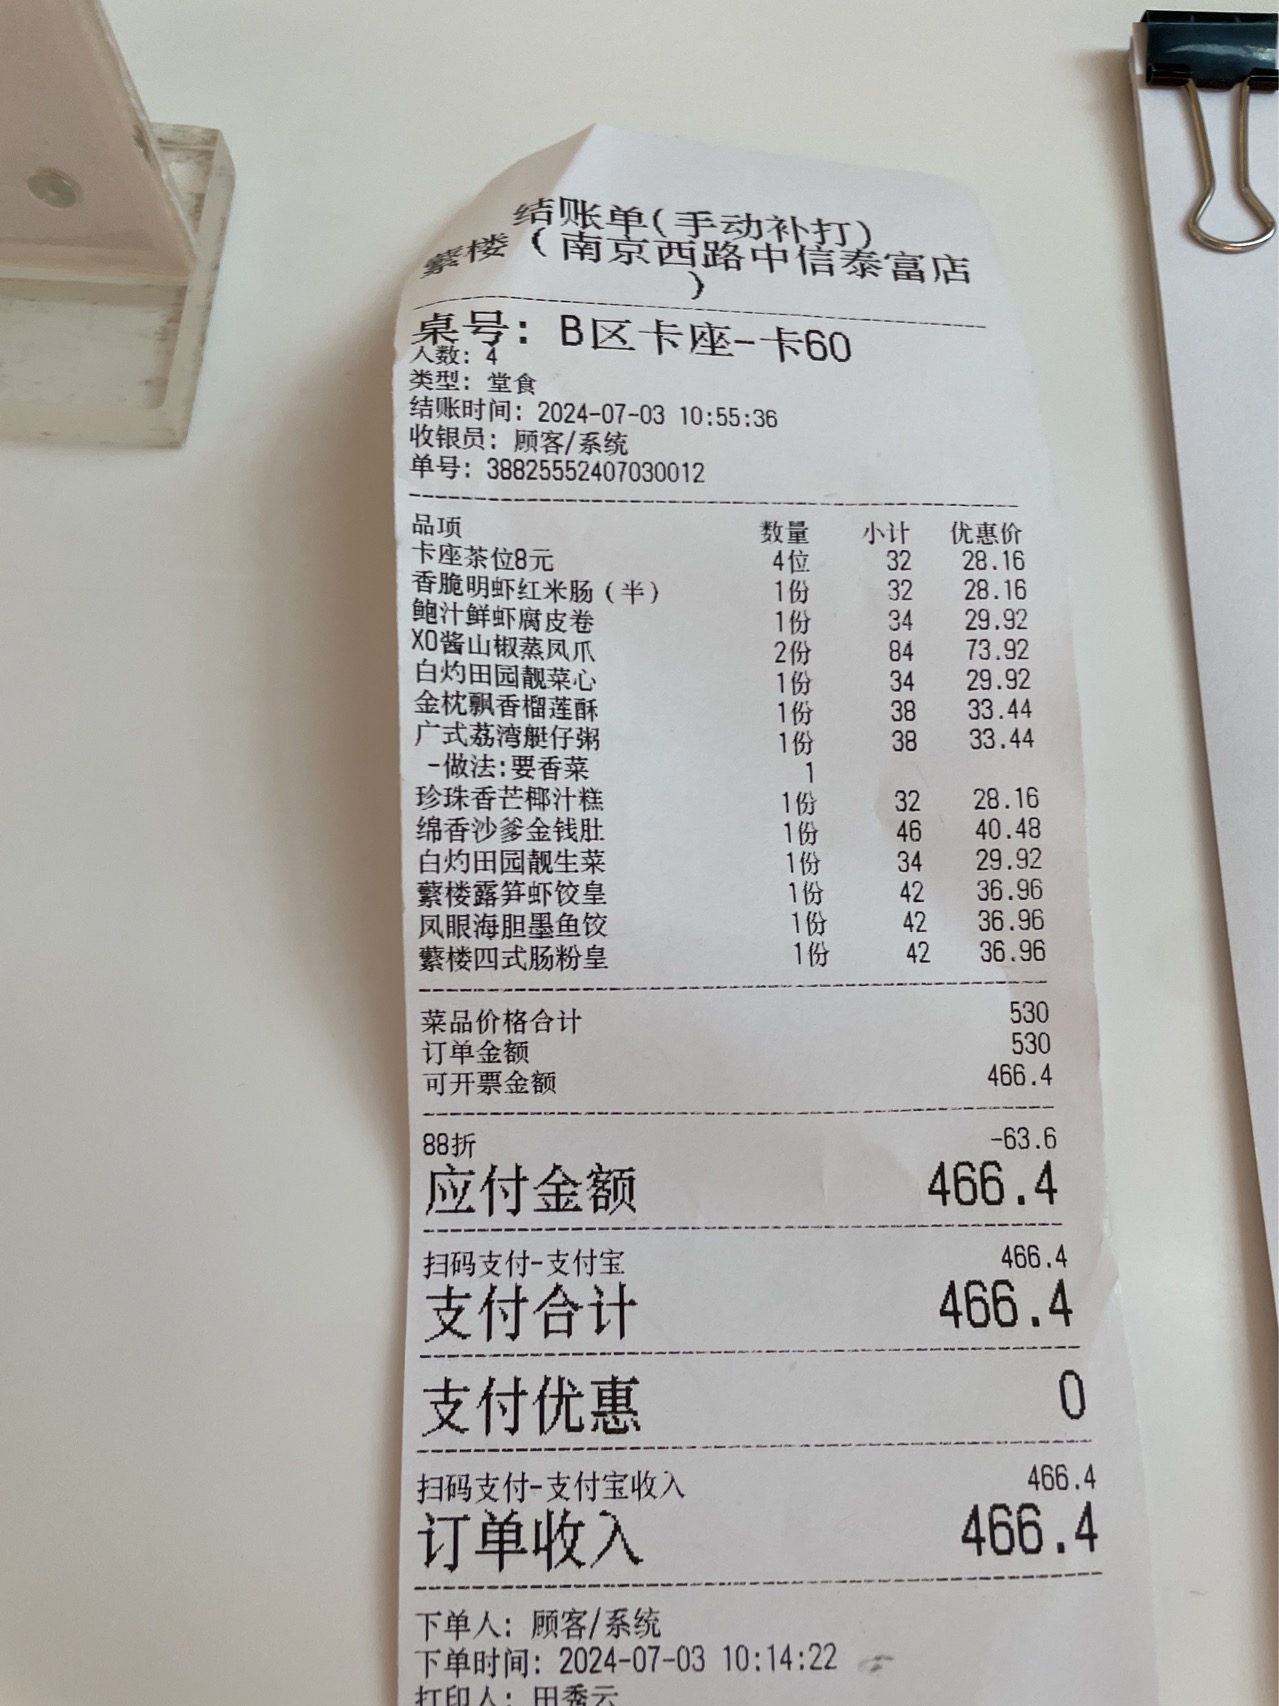 结账单(手动补打)
蘩楼（南京西路中信泰富店
）
桌号: B区卡座-卡60
人数: 4
类型: 堂食
结账时间: 2024-07-03 10:55:36
收银员: 顾客/系统
单号: 38825552407030012
品项 数量 小计 优惠价
卡座茶位8元 4位 32 28.16
香脆明虾红米肠（半） 1份 32 28.16
鲍汁鲜虾腐皮卷 1份 34 29.92
XO酱山椒蒸凤爪 2份 84 73.92
白灼田园靓菜心 1份 34 29.92
金枕飘香榴莲酥 1份 38 33.44
广式荔湾艇仔粥 1份 38 33.44
-做法:要香菜 1
珍珠香芒椰汁糕 1份 32 28.16
绵香沙爹金钱肚 1份 46 40.48
白灼田园靓生菜 1份 34 29.92
蘩楼露笋虾饺皇 1份 42 36.96
凤眼海胆墨鱼饺 1份 42 36.96
蘩楼四式肠粉皇 1份 42 36.96
菜品价格合计 530
订单金额 530
可开票金额 466.4
88折 -63.6
应付金额 466.4
扫码支付-支付宝 466.4
支付合计 466.4
支付优惠 0
扫码支付-支付宝收入 466.4
订单收入 466.4
下单人: 顾客/系统
下单时间: 2024-07-03 10:14:22
打印人: 田秀云